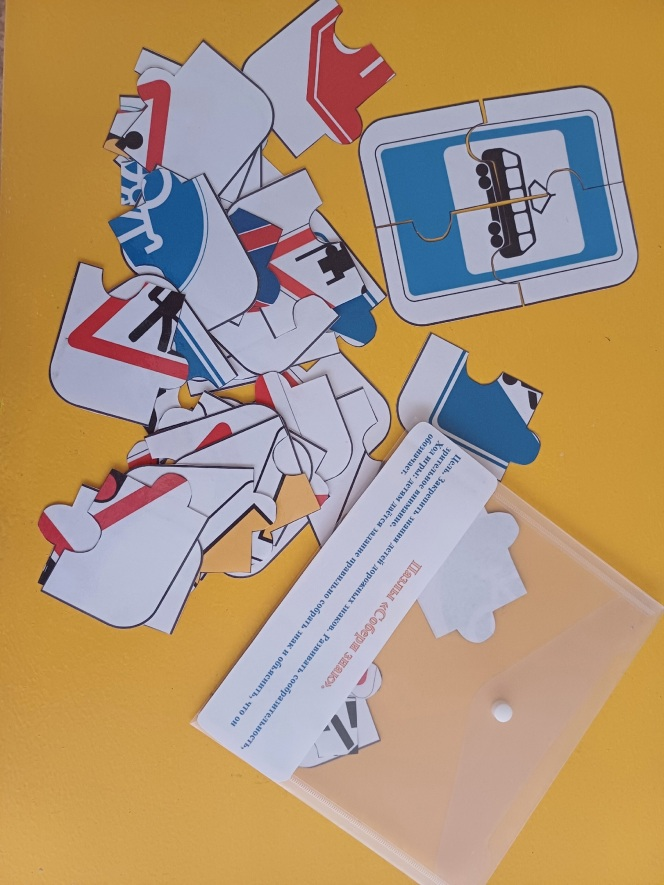 Пазлы «Собери знак».
Цель. Закрепить знания детей дорожных знаков. Развивать сообразительность,
зрительное внимание.
Ход игры: детям даётся задание правильно собрать знак и объяснить, что он
обозначает.